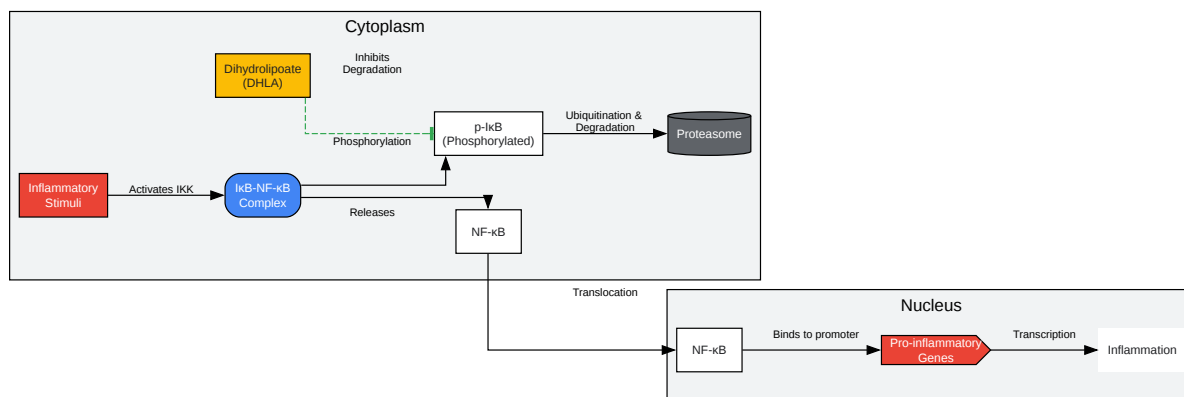 Cytoplasm
Dihydrolipoate
(DHLA)
Inhibits
Degradation
p-IκB
(Phosphorylated)
Ubiquitination &
Degradation
Proteasome
Phosphorylation
Inflammatory
Stimuli
Activates IKK
IκB-NF-κB
Complex
Releases
NF-κB
Translocation
Nucleus
NF-κB
Binds to promoter
Pro-inflammatory
Genes
Transcription
Inflammation